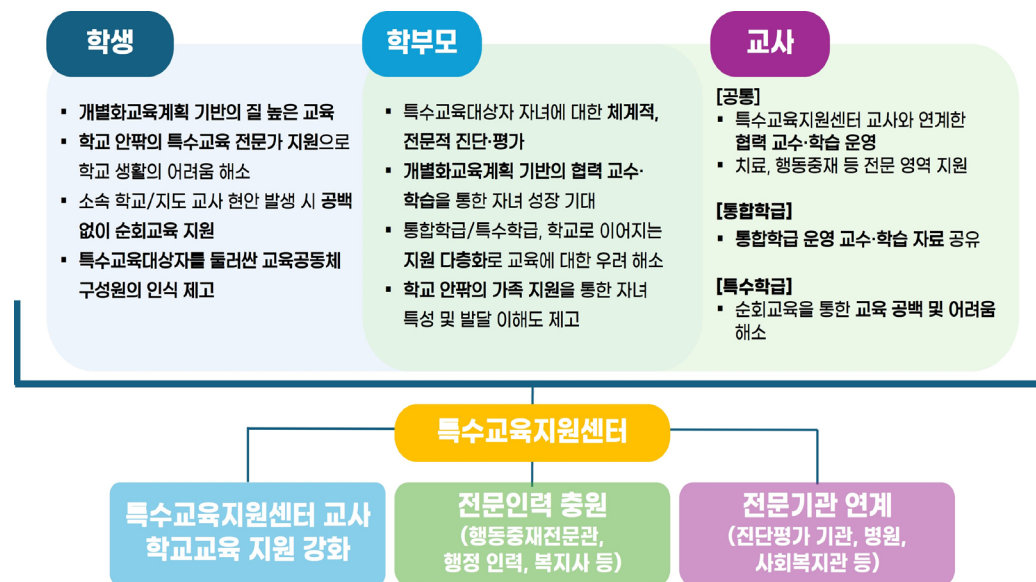 학생
▪ 개별화교육계획 기반의 질 높은 교육
▪ 학교 안팎의 특수교육 전문가 지원으로
학교 생활의 어려움 해소
▪ 소속 학교/지도 교사 현안 발생 시 공백
없이 순회교육 지원
▪ 특수교육대상자를 둘러싼 교육공동체
구성원의 인식 제고
학부모
▪ 특수교육대상자 자녀에 대한 체계적,
전문적 진단·평가
▪ 개별화교육계획 기반의 협력 교수·
학습을 통한 자녀 성장 기대
▪ 통합학급/특수학급, 학교로 이어지는
지원 다층화로 교육에 대한 우려 해소
▪ 학교 안팎의 가족 지원을 통한 자녀
특성 및 발달 이해도 제고
교사
[공통]
▪ 특수교육지원센터 교사와 연계한
협력 교수·학습 운영
▪ 치료, 행동중재 등 전문 영역 지원
[통합학급]
▪ 통합학급 운영 교수·학습 자료 공유
[특수학급]
▪ 순회교육을 통한 교육 공백 및 어려움
해소
특수교육지원센터
특수교육지원센터 교사
학교교육 지원 강화
전문인력 충원
(행동중재전문관,
행정 인력, 복지사 등)
전문기관 연계
(진단평가 기관, 병원,
사회복지관 등)